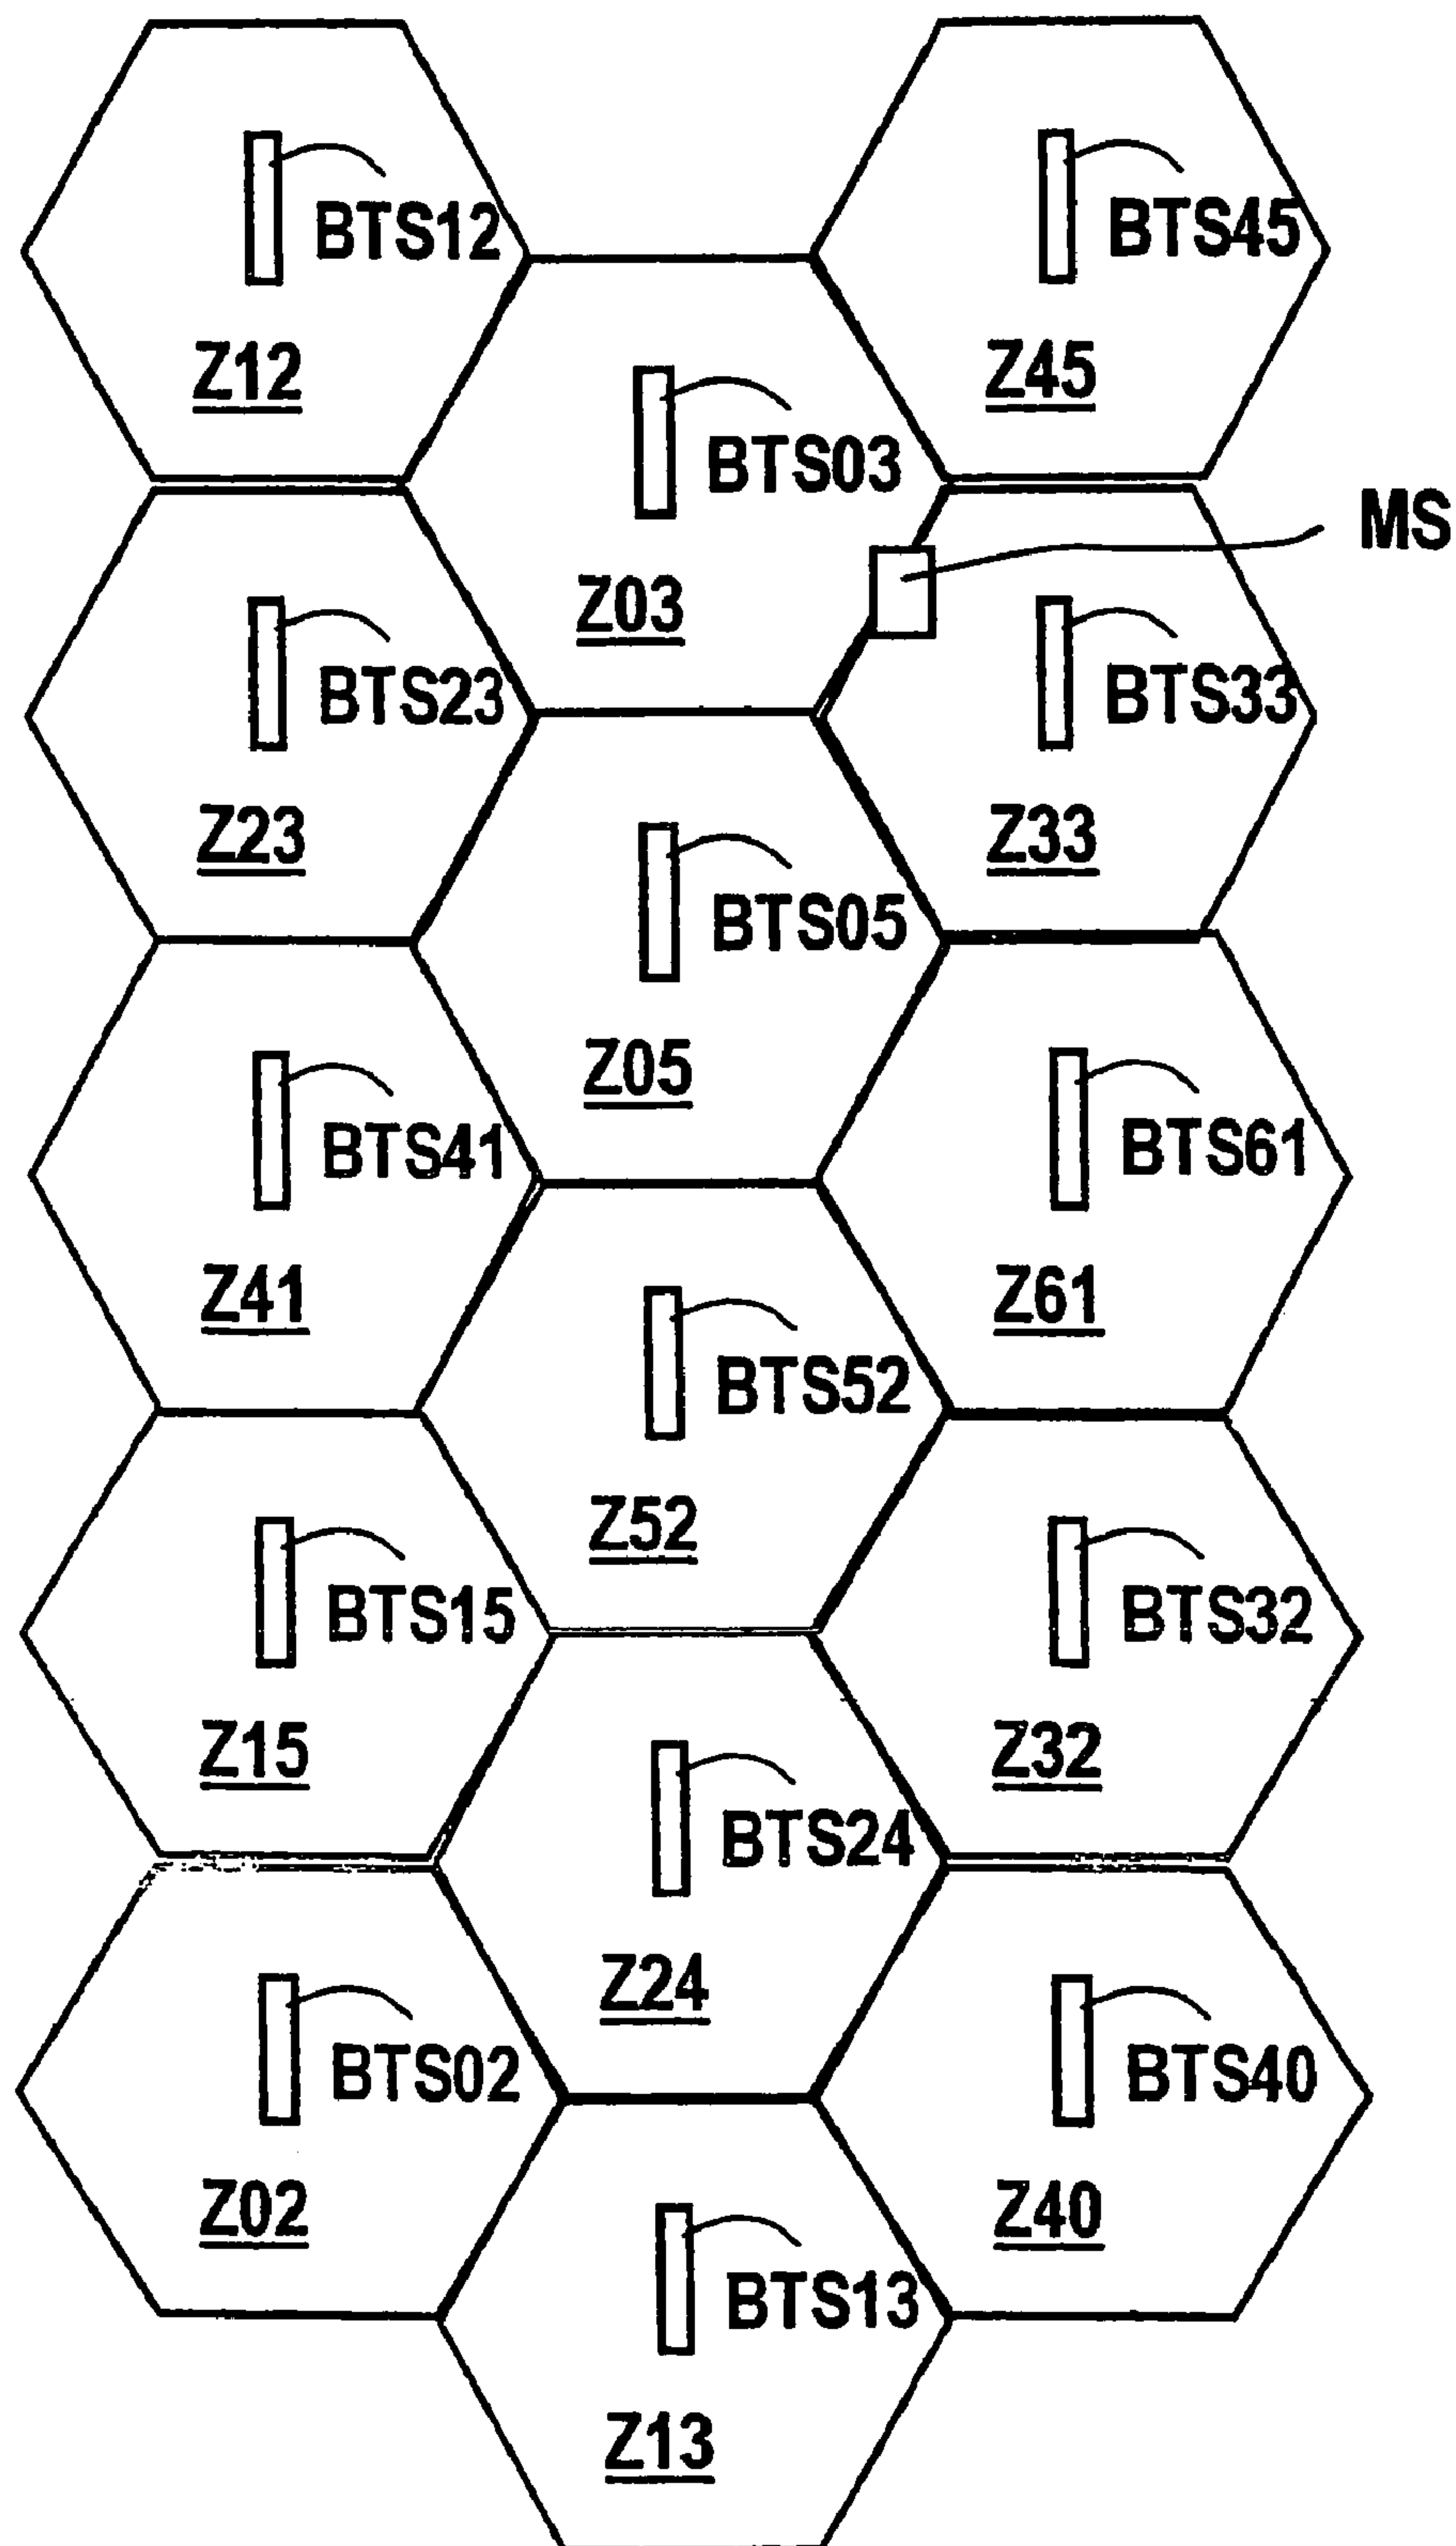 BTS12
BTS45
Z12
Z45
BTS03
MS
Z03
BTS23
BTS33
Z23
Z33
BTS05
Z05
BTS41
BTS61
Z41
Z61
BTS52
Z52
BTS15
BTS32
Z15
Z32
BTS24
Z24
BTS02
BTS40
Z02
Z40
BTS13
Z13